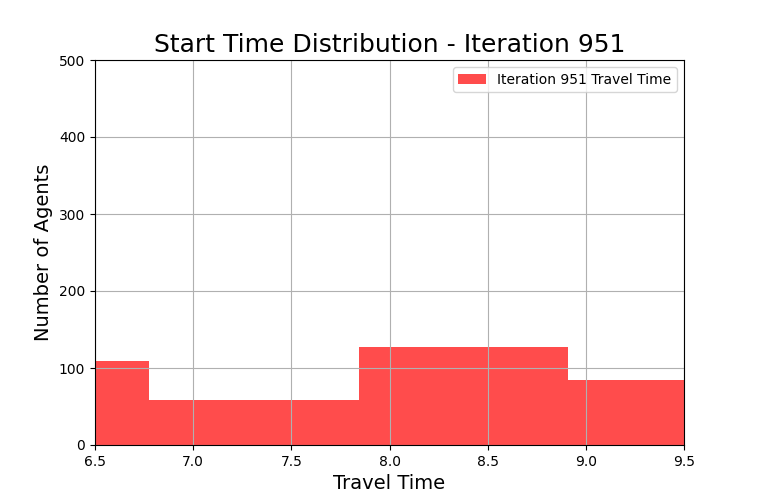 Start Time Distribution - Iteration 951
Iteration 951 Travel Time
Number of Agents
500
400
300
200
100
0
6.5 7.0 7.5 8.0 8.5 9.0 9.5
Travel Time